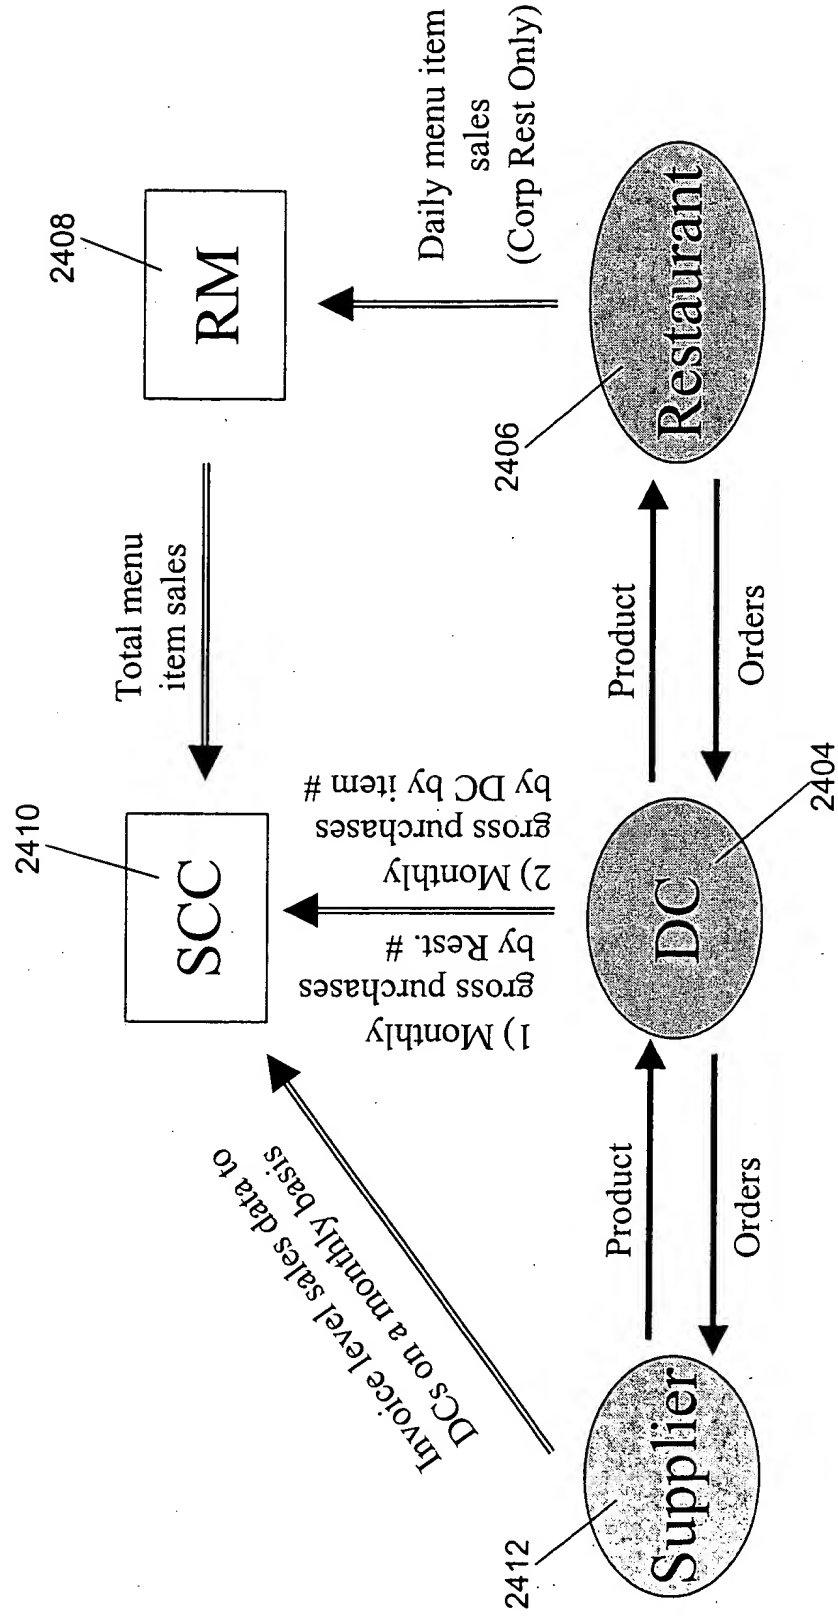 2410
SCC
Total menu
item sales
2408
RM
Invoice level sales data to
DCs on a monthly basis
1) Monthly
gross purchases
by Rest. #
2) Monthly
gross purchases
by DC by item #
Daily menu item
sales
(Corp Rest Only)
2412
Supplier
Product
Orders
DC
2404
Product
Orders
2406
Restaurant